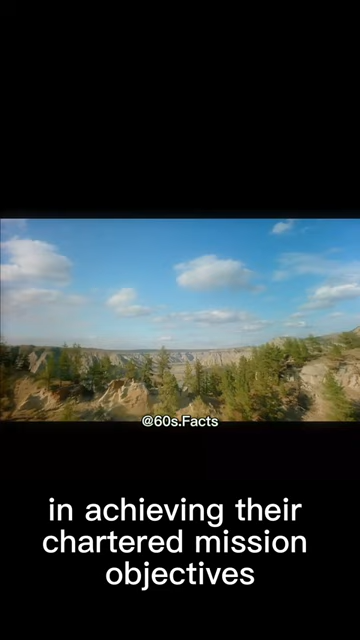 @60s.Facts
in achieving their
chartered mission
objectives